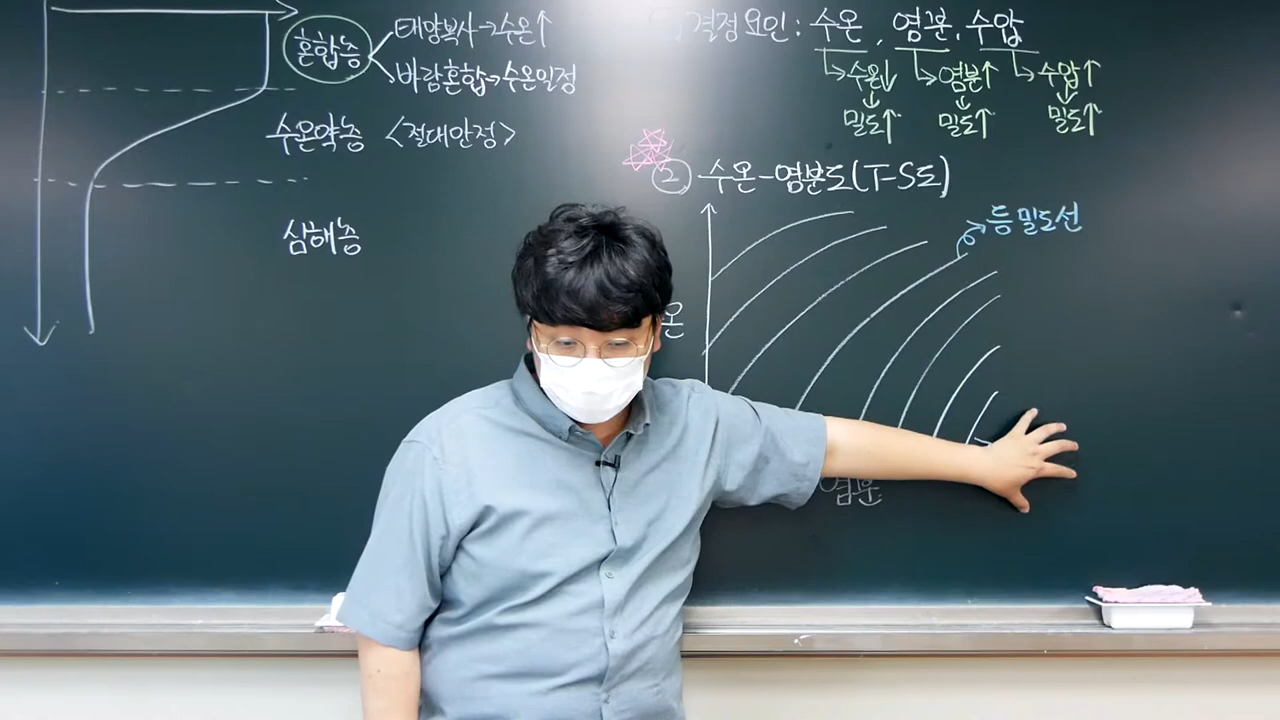 혼합층
태양복사→수온↑
바람혼합→수온일정
수온약층 <절대안정>
심해층
결정요인: 수온, 염분, 수압
→수온↓ →염분↑ →수압↑
밀도↑ 밀도↑ 밀도↑
② 수온-염분도(T-S도)
등밀도선
온
염분